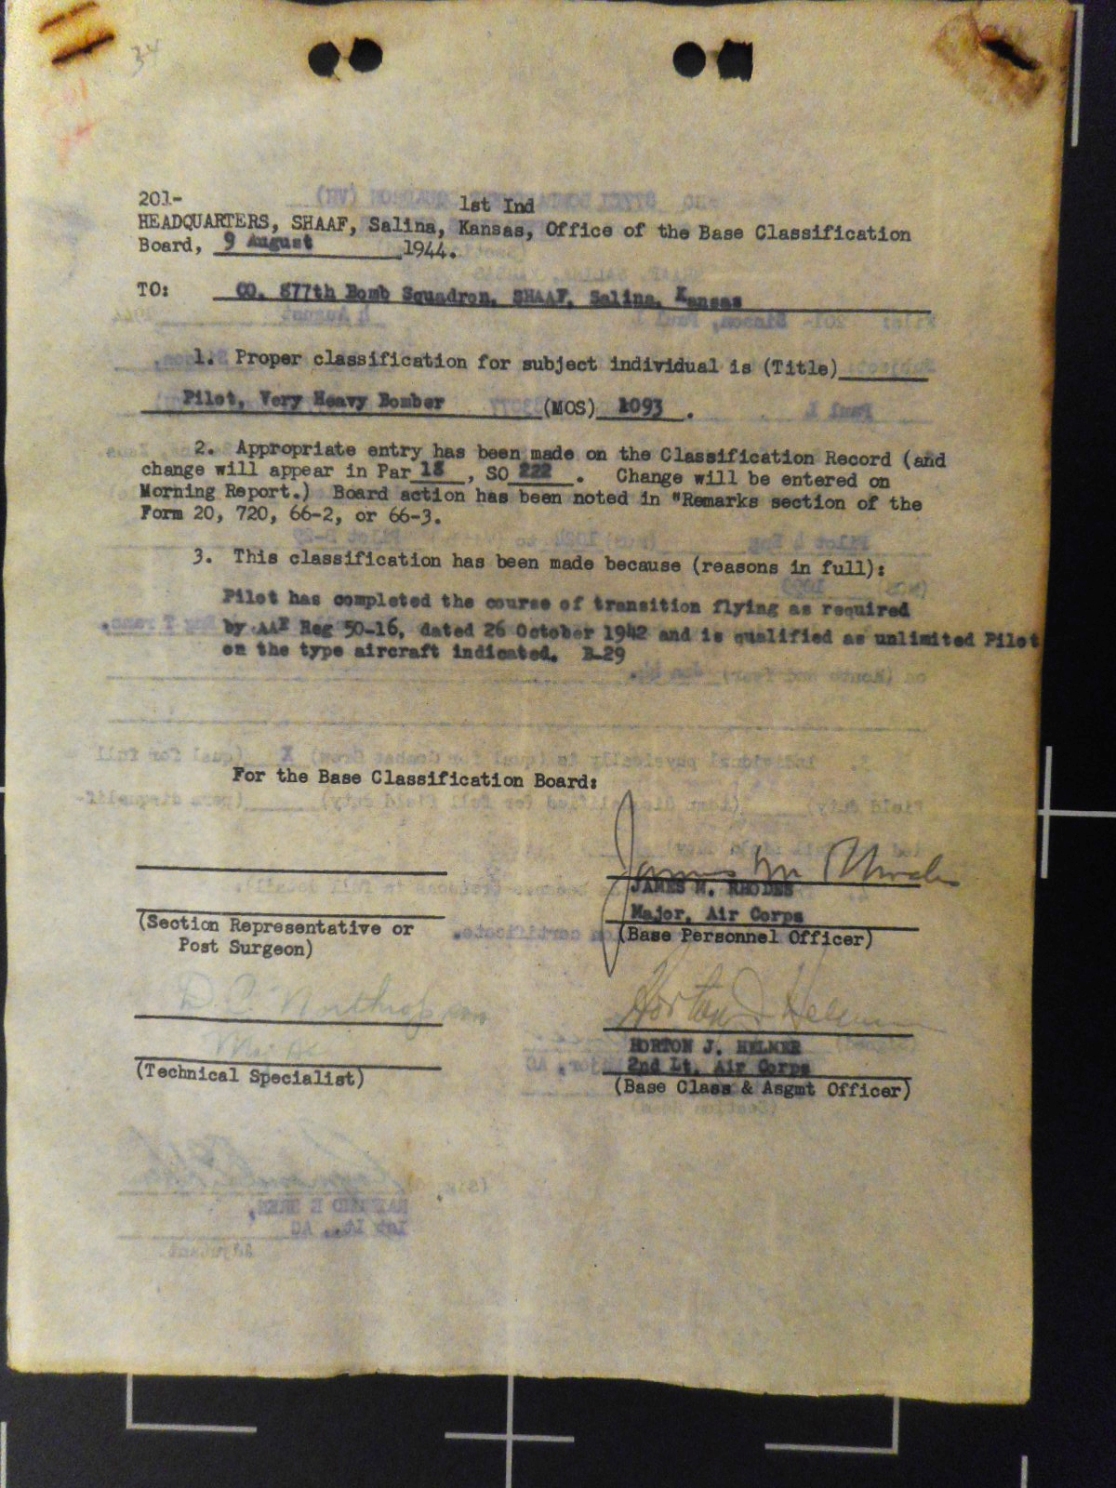 34
201-
1st Ind
HEADQUARTERS, SHAAF, Salina, Kansas, Office of the Base Classification
Board, 9 August 1944.
TO: CO, 877th Bomb Squadron, SHAAF, Salina, Kansas
1. Proper classification for subject individual is (Title)
Pilot, Very Heavy Bomber (MOS) 1093 .
2. Appropriate entry has been made on the Classification Record (and
change will appear in Par 18 , SO 222 . Change will be entered on
Morning Report.) Board action has been noted in "Remarks section of the
Form 20, 720, 66-2, or 66-3.
3. This classification has been made because (reasons in full):
Pilot has completed the course of transition flying as required
by AAF Reg 50-16, dated 26 October 1942 and is qualified as unlimited Pilot
on the type aircraft indicated. B-29
For the Base Classification Board:
James M Rhodes
JAMES M. RHODES
Major, Air Corps
(Section Representative or (Base Personnel Officer)
Post Surgeon)
Horton J Helmer
HORTON J. HELMER
2nd Lt, Air Corps
(Technical Specialist) (Base Class & Asgmt Officer)